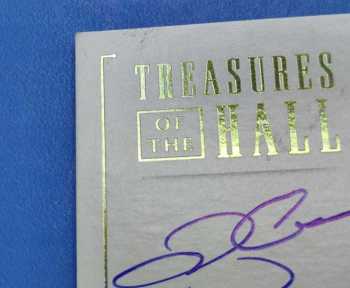 TREASURES
OF THE HALL